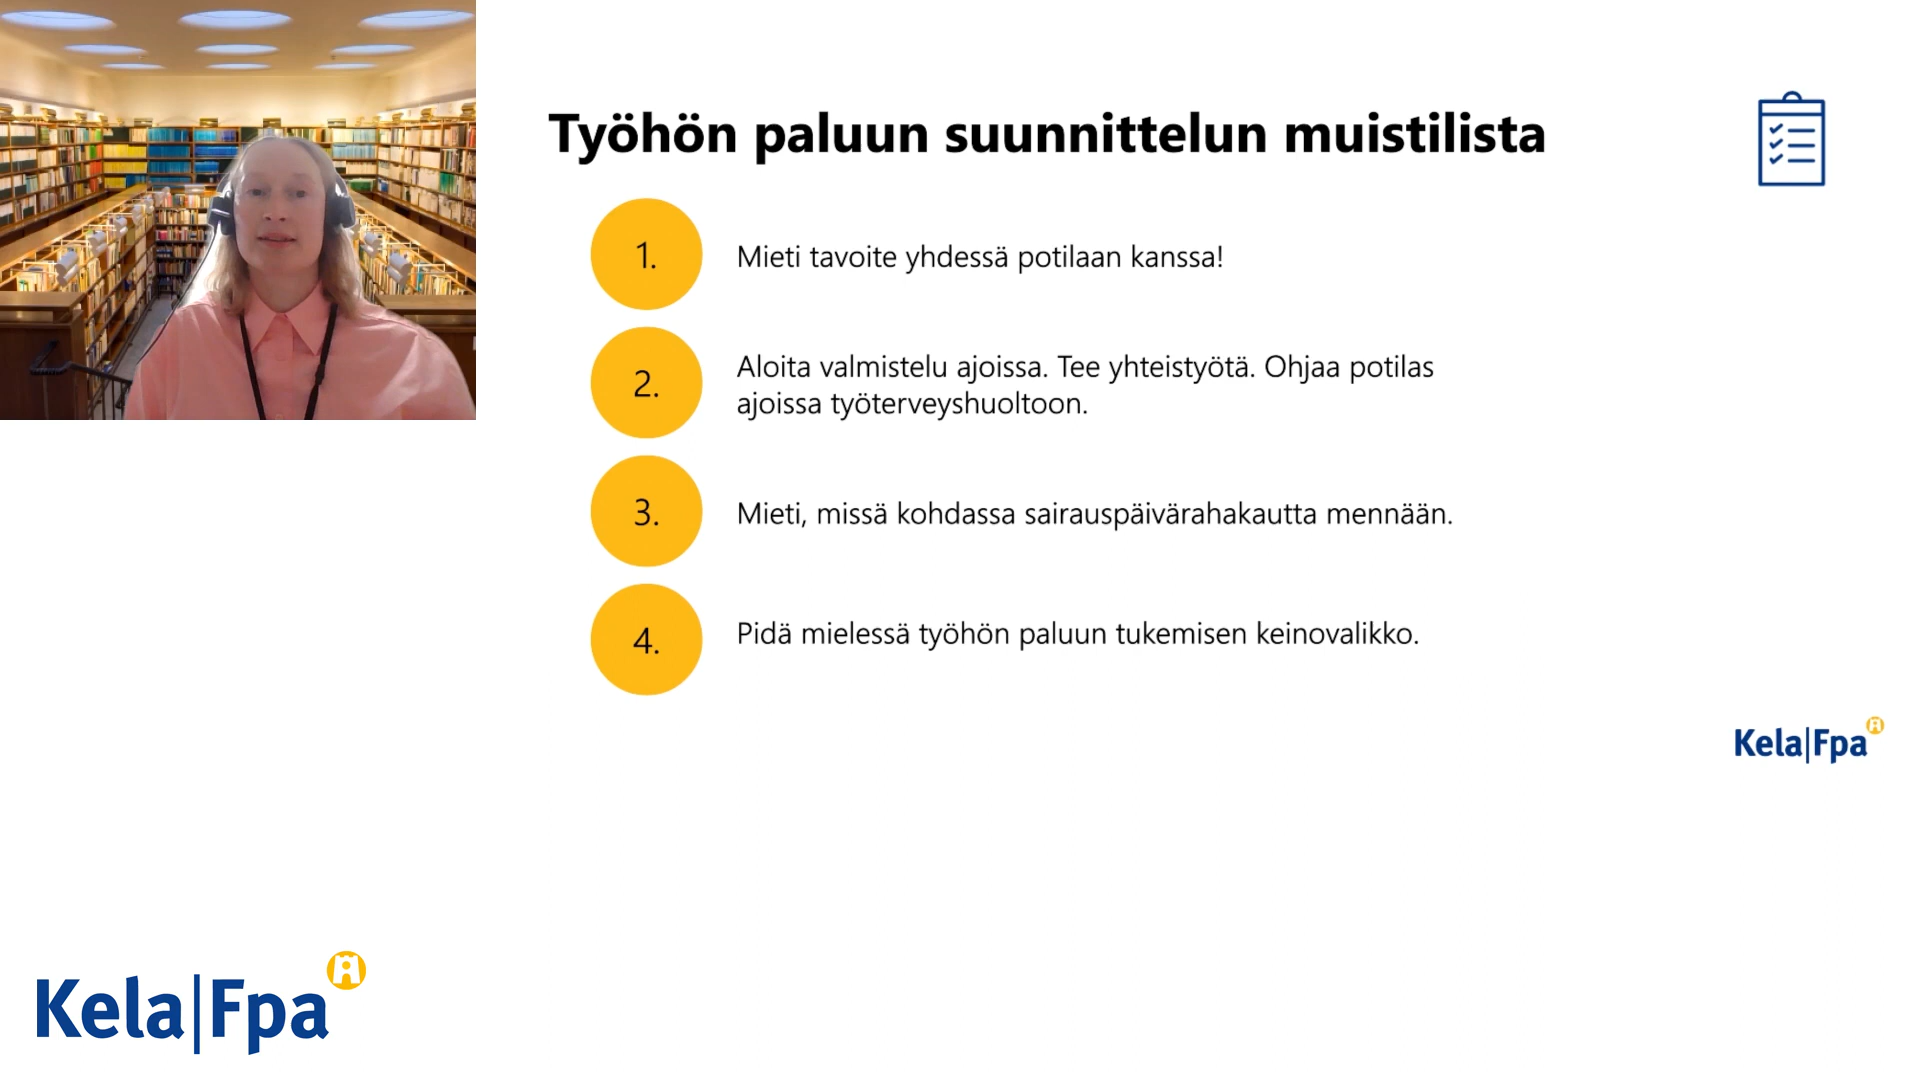 Työhön paluun suunnittelun muistilista
1.
Mieti tavoite yhdessä potilaan kanssa!
2.
Aloita valmistelu ajoissa. Tee yhteistyötä. Ohjaa potilas
ajoissa työterveyshuoltoon.
3.
Mieti, missä kohdassa sairauspäivärahakautta mennään.
4.
Pidä mielessä työhön paluun tukemisen keinovalikko.
Kela|Fpa
Kela|Fpa